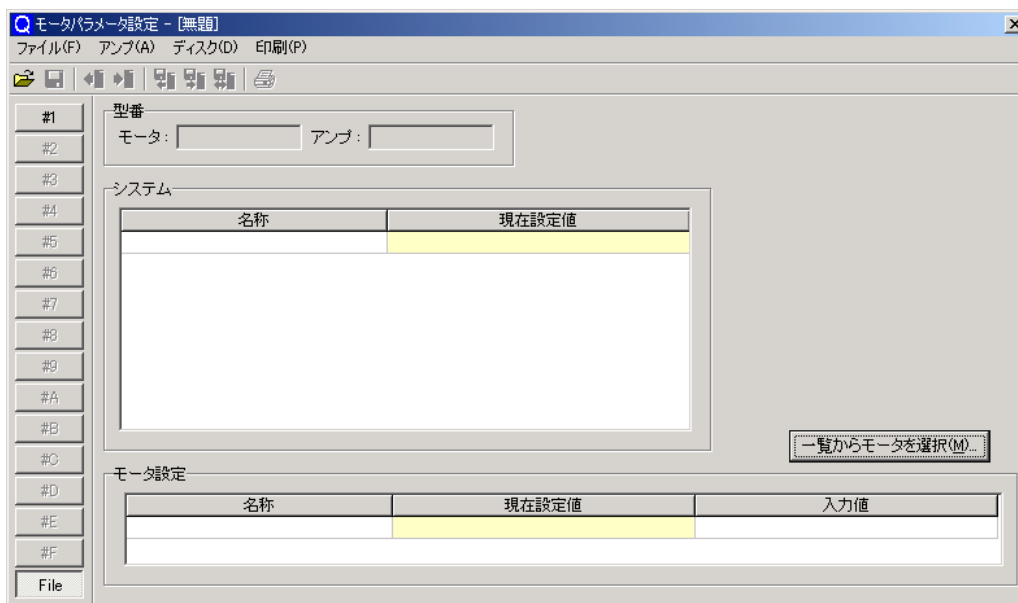 モータパラメータ設定 - [無題]
ファイル(F) アンプ(A) ディスク(D) 印刷(P)
#1
#2
#3
#4
#5
#6
#7
#8
#9
#A
#B
#C
#D
#E
#F
File
型番
モータ : アンプ :
システム
名称 現在設定値
一覧からモータを選択(M)...
モータ設定
名称 現在設定値 入力値